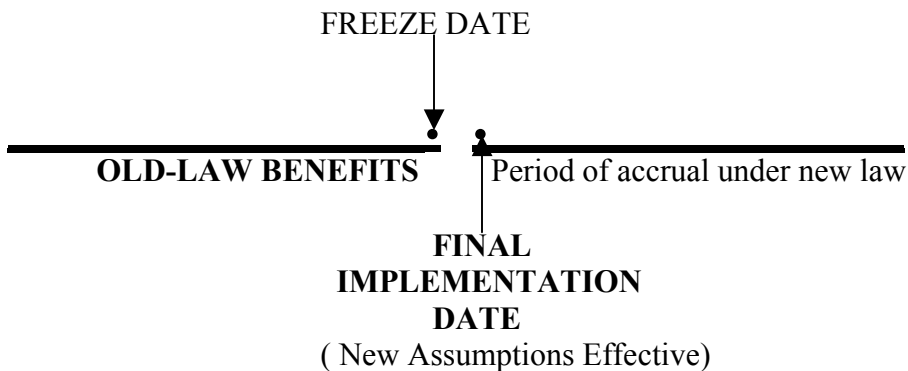 FREEZE DATE
OLD-LAW BENEFITS
Period of accrual under new law
FINAL
IMPLEMENTATION
DATE
( New Assumptions Effective)